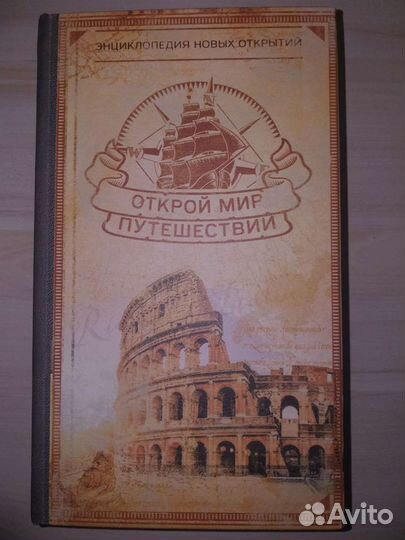 ЭНЦИКЛОПЕДИЯ НОВЫХ ОТКРЫТИЙ
W
ОТКРОЙ МИР
ПУТЕШЕСТВИЙ
Avito